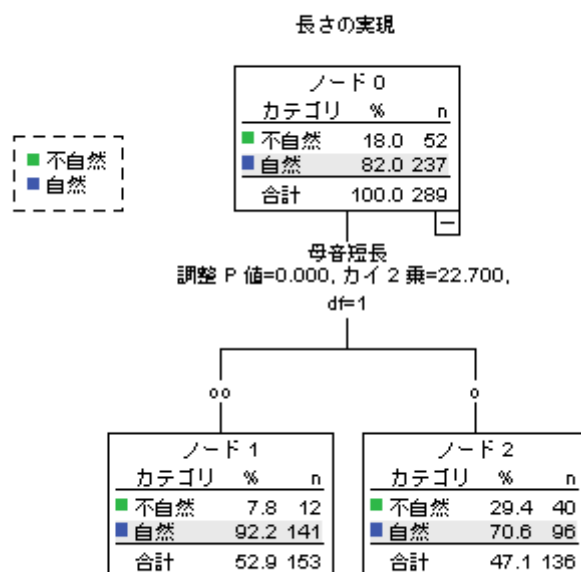 長さの実現
ノード 0
カテゴリ % n
不自然 18.0 52
自然 82.0 237
合計 100.0 289
不自然
自然
母音短長
調整 P 値=0.000, カイ 2 乗=22.700,
df=1
oo
o
ノード 1
カテゴリ % n
不自然 7.8 12
自然 92.2 141
合計 52.9 153
ノード 2
カテゴリ % n
不自然 29.4 40
自然 70.6 96
合計 47.1 136